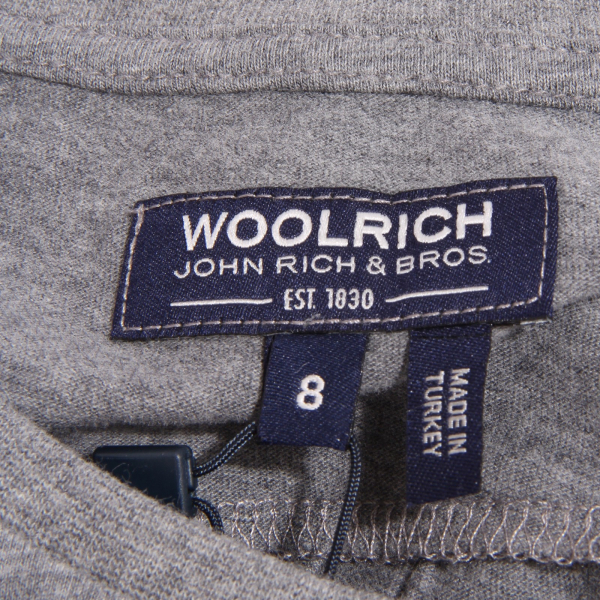 WOOLRICH
JOHN RICH & BROS.
EST. 1830
8
MADE IN
TURKEY